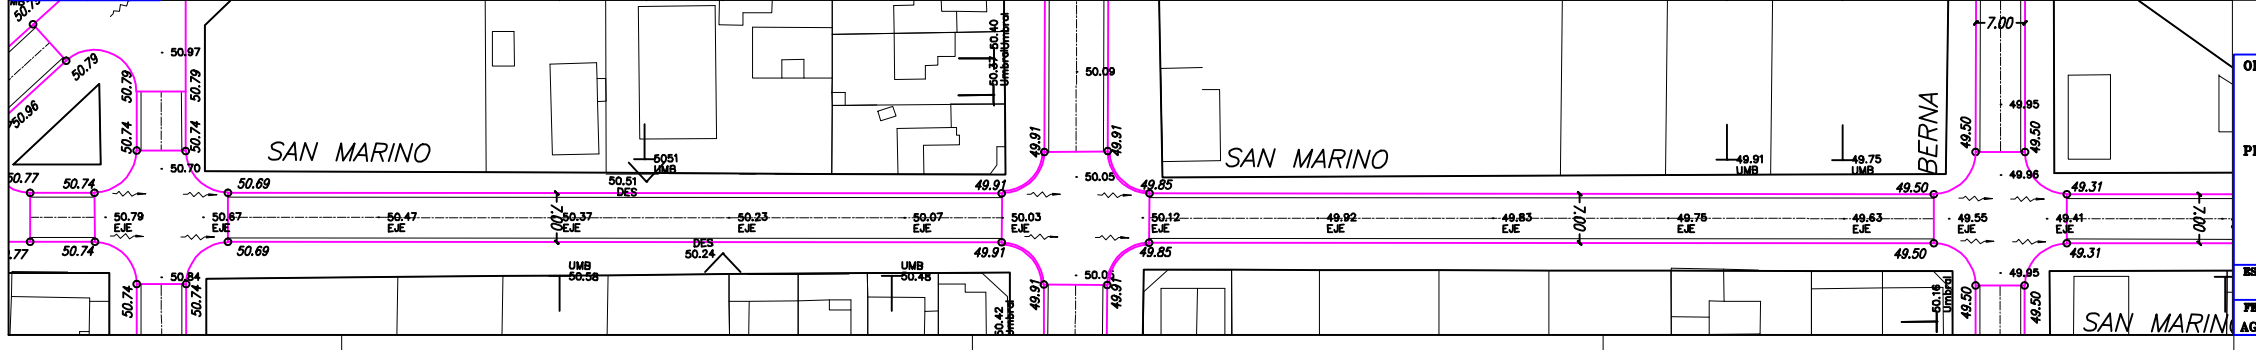 50.97
50.79
50.79
50.79
50.96
50.74
50.74
50.70
50.77
50.74
50.69
50.79
EJE
50.67
EJE
50.47
EJE
50.37
EJE
50.23
EJE
50.07
EJE
50.03
EJE
7.00
50.74
50.69
50.84
50.74
50.74
SAN MARINO
5051
UMB
50.51
DES
DES
50.24
UMB
50.58
UMB
50.48
50.40
Umbral
50.37
Umbral
50.09
49.91
49.91
50.05
49.91
49.85
49.91
49.85
49.91
49.91
50.42
Umbral
SAN MARINO
49.91
UMB
49.75
UMB
BERNA
7.00
49.95
49.50
49.50
49.96
49.50
49.31
50.12
EJE
49.92
EJE
49.83
EJE
7.00
49.75
EJE
49.63
EJE
49.55
EJE
49.41
EJE
7.00
49.50
49.31
49.95
49.50
49.50
50.16
Umbral
SAN MARINO